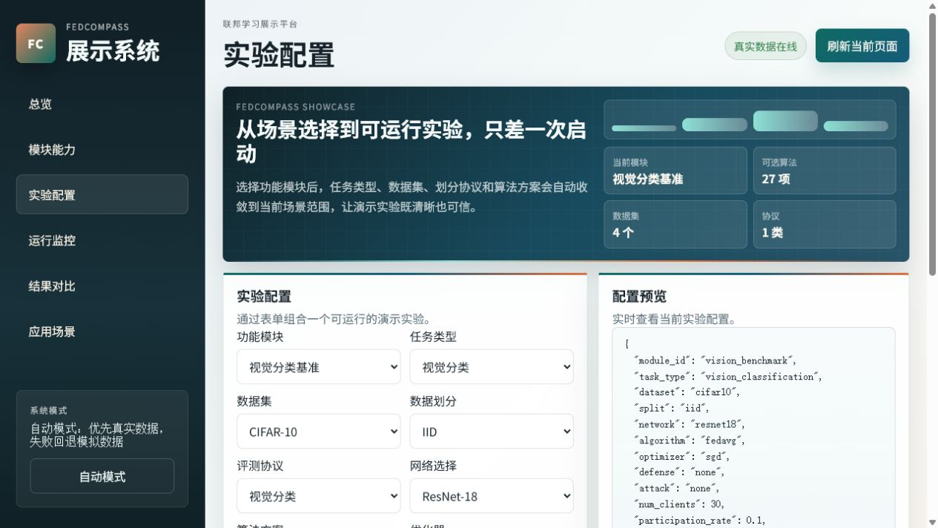 FC
FEDCOMPASS
展示系统
总览
模块能力
实验配置
运行监控
结果对比
应用场景
系统模式
自动模式：优先真实数据，
失败回退模拟数据
自动模式
联邦学习展示平台
实验配置
真实数据在线
刷新当前页面
FEDCOMPASS SHOWCASE
从场景选择到可运行实验，只差一次启
动
选择功能模块后，任务类型、数据集、划分协议和算法方案会自动收
敛到当前场景范围，让演示实验既清晰也可信。
当前模块
视觉分类基准
可选算法
27 项
数据集
4 个
协议
1 类
实验配置
通过表单组合一个可运行的演示实验。
功能模块
任务类型
视觉分类基准
视觉分类
数据集
数据划分
CIFAR-10
IID
评测协议
网络选择
视觉分类
ResNet-18
配置预览
实时查看当前实验配置。
{
"module_id": "vision_benchmark",
"task_type": "vision_classification",
"dataset": "cifar10",
"split": "iid",
"network": "resnet18",
"algorithm": "fedavg",
"optimizer": "sgd",
"defense": "none",
"attack": "none",
"num_clients": 30,
"participation_rate": 0.1,